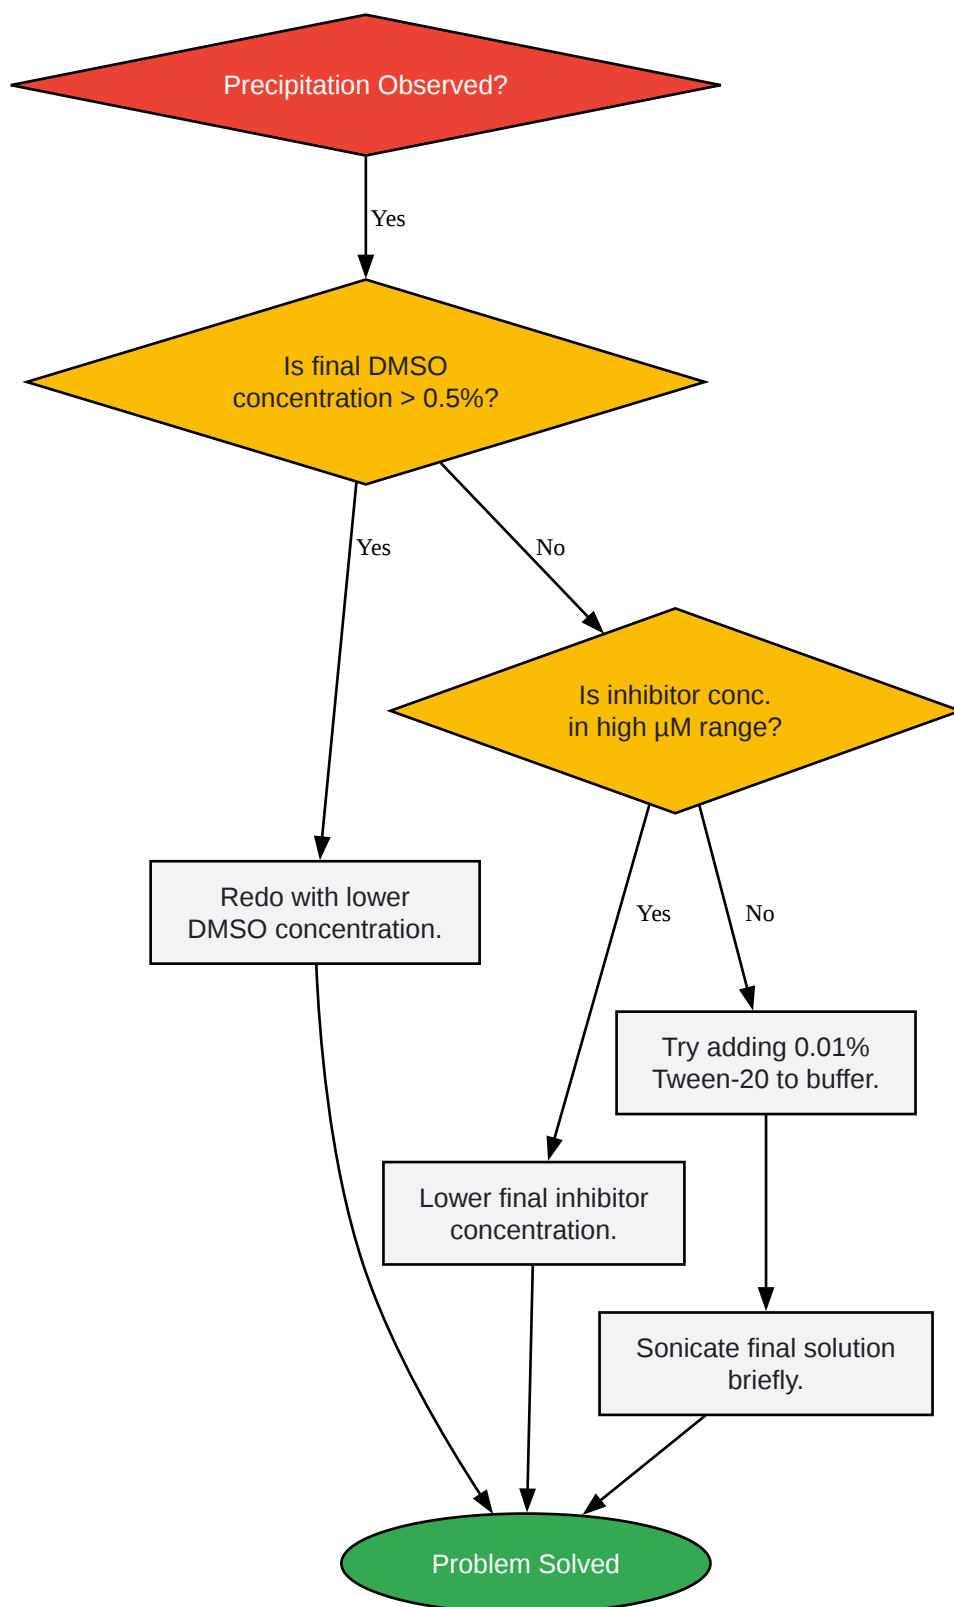 Precipitation Observed?
Yes
Is final DMSO
concentration > 0.5%?
Yes
No
Is inhibitor conc.
in high µM range?
Redo with lower
DMSO concentration.
Yes
No
Try adding 0.01%
Tween-20 to buffer.
Lower final inhibitor
concentration.
Sonicate final solution
briefly.
Problem Solved